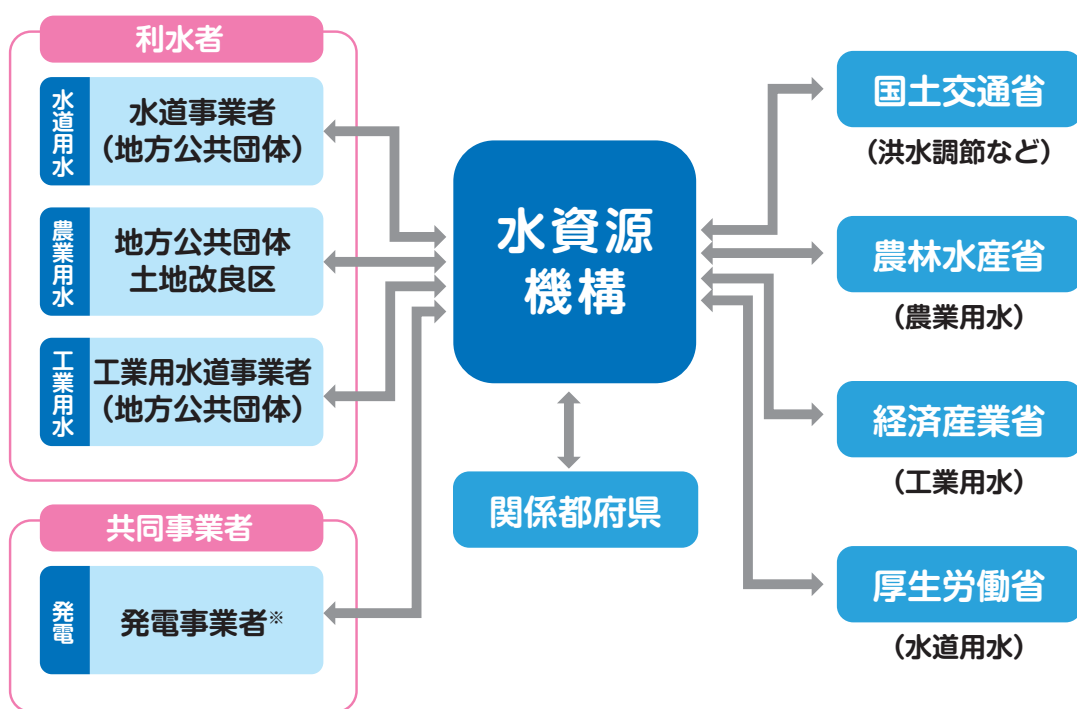 利水者
水道用水
水道事業者
（地方公共団体）
農業用水
地方公共団体
土地改良区
工業用水
工業用水道事業者
（地方公共団体）
共同事業者
発電
発電事業者※
水資源
機構
関係都府県
国土交通省
（洪水調節など）
農林水産省
（農業用水）
経済産業省
（工業用水）
厚生労働省
（水道用水）